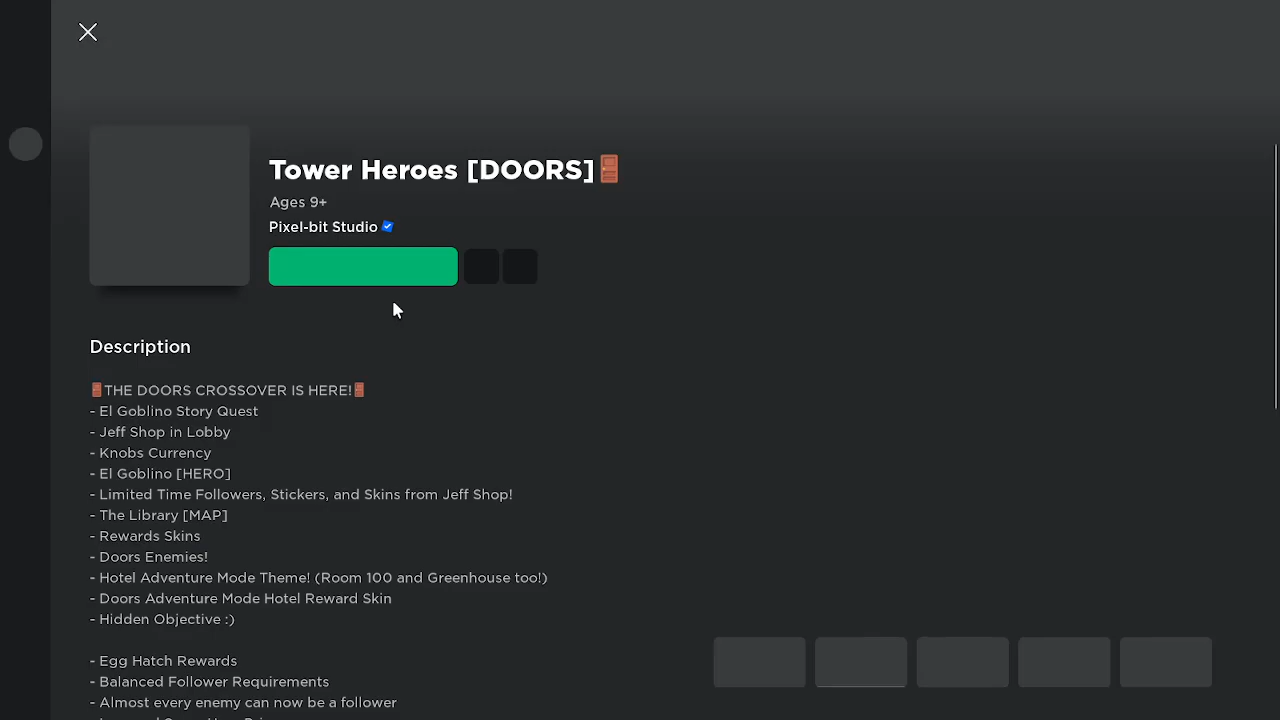 Tower Heroes [DOORS]🚪
Ages 9+
Pixel-bit Studio
Description
🚪THE DOORS CROSSOVER IS HERE!🚪
- El Goblino Story Quest
- Jeff Shop in Lobby
- Knobs Currency
- El Goblino [HERO]
- Limited Time Followers, Stickers, and Skins from Jeff Shop!
- The Library [MAP]
- Rewards Skins
- Doors Enemies!
- Hotel Adventure Mode Theme! (Room 100 and Greenhouse too!)
- Doors Adventure Mode Hotel Reward Skin
- Hidden Objective :)
- Egg Hatch Rewards
- Balanced Follower Requirements
- Almost every enemy can now be a follower